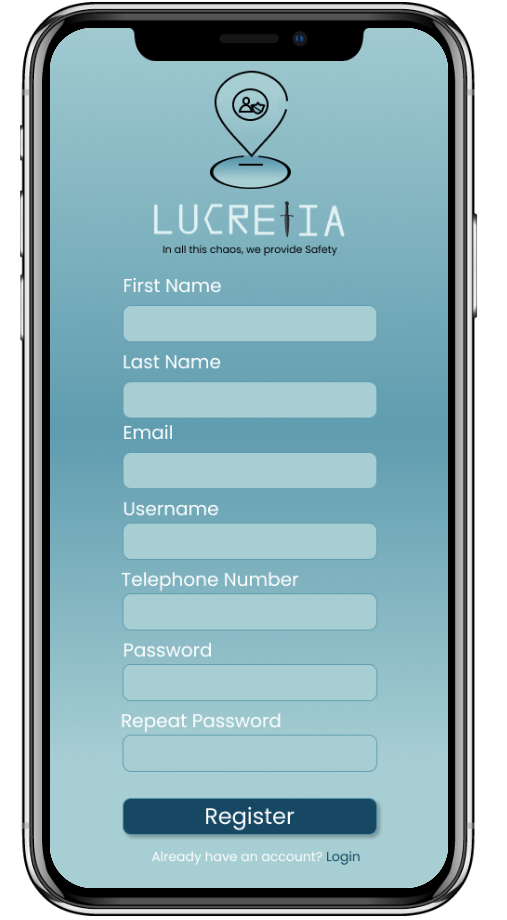 LUCRETIA
In all this chaos, we provide Safety
First Name
Last Name
Email
Username
Telephone Number
Password
Repeat Password
Register
Already have an account? Login